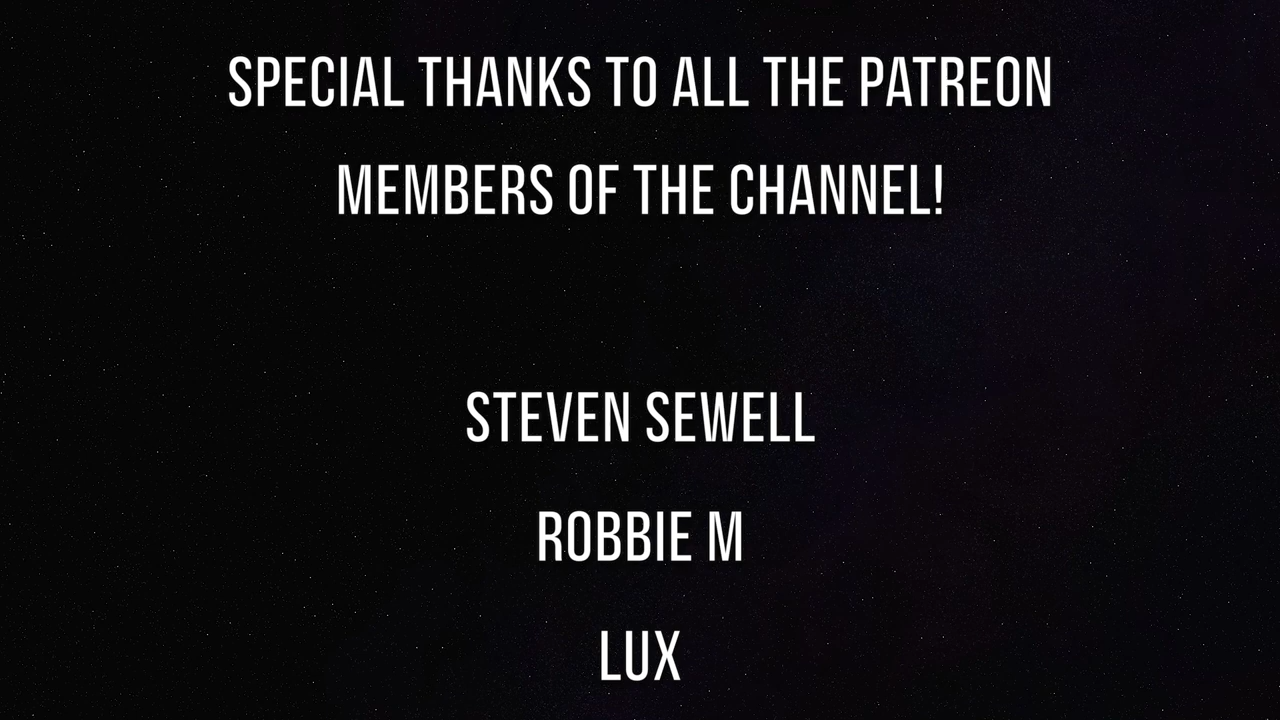 SPECIAL THANKS TO ALL THE PATREON
MEMBERS OF THE CHANNEL!
STEVEN SEWELL
ROBBIE M
LUX